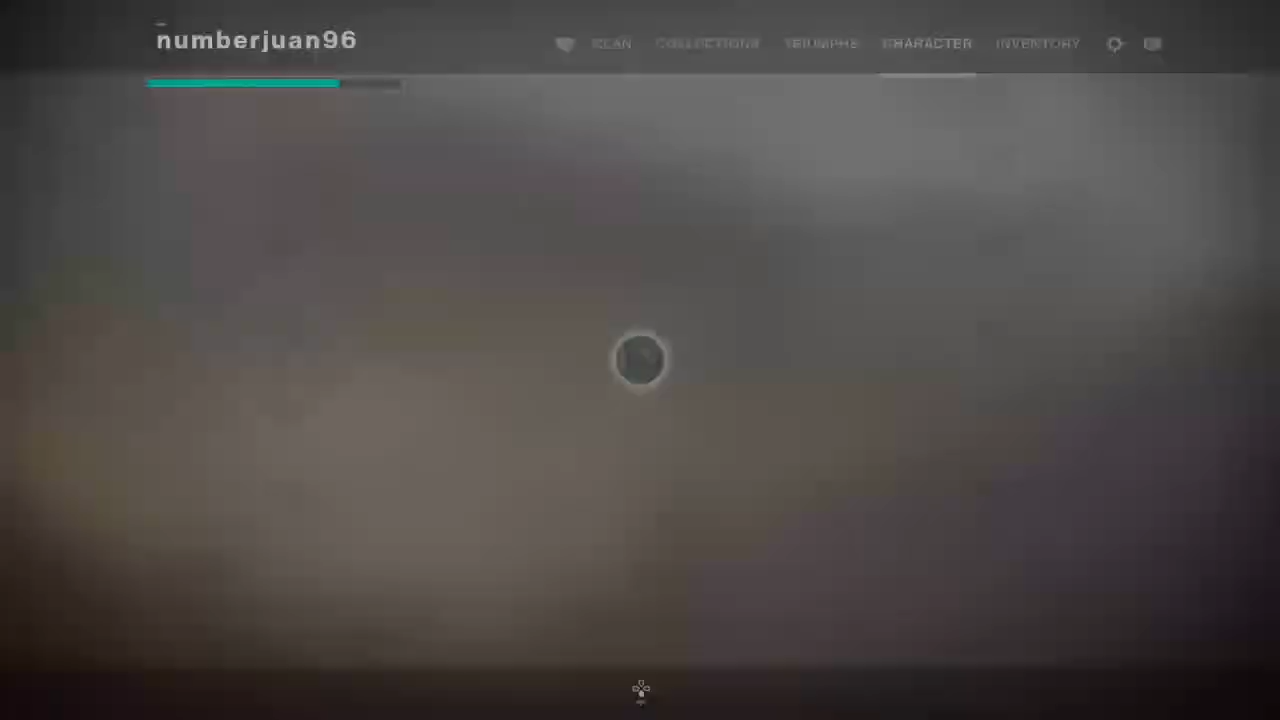 numberjuan96
CLAN COLLECTIONS TRIUMPHS CHARACTER INVENTORY